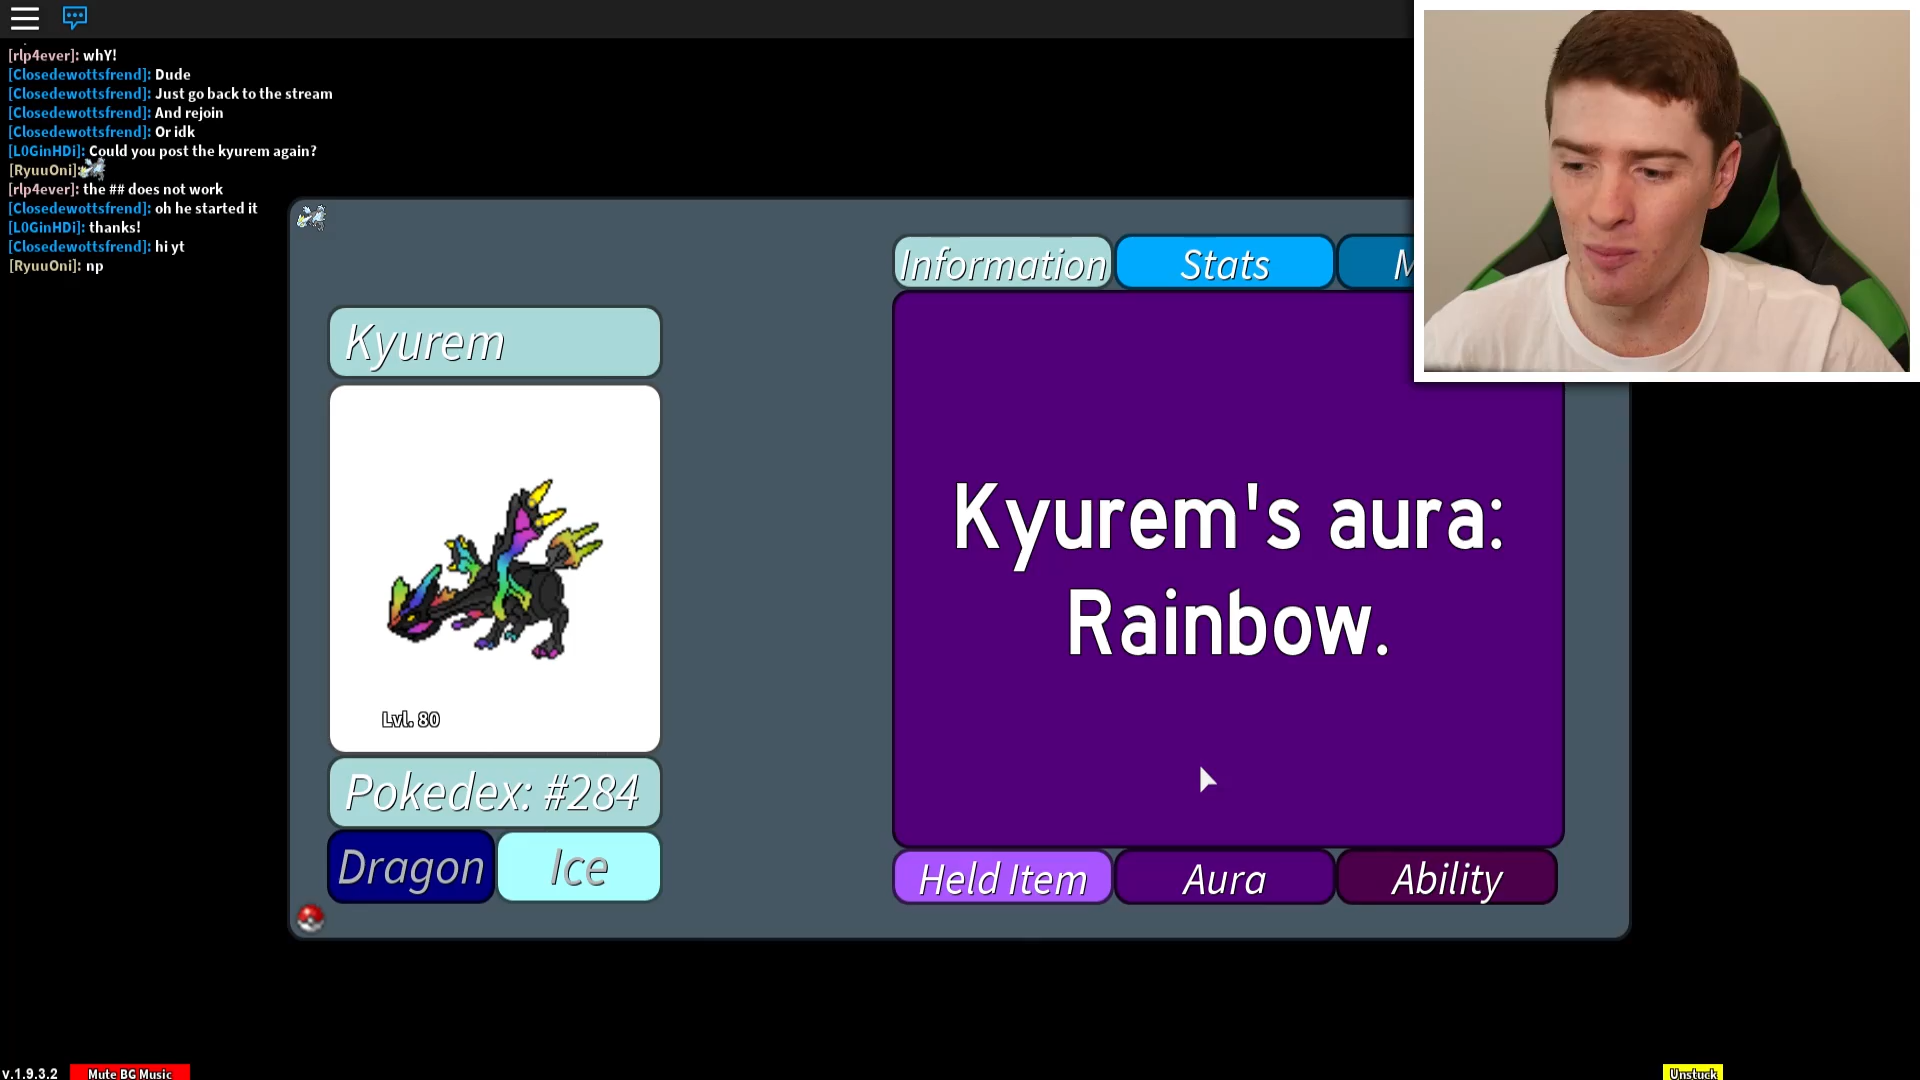 [rlp4ever]: whY!
[Closedewottsfrend]: Dude
[Closedewottsfrend]: Just go back to the stream
[Closedewottsfrend]: And rejoin
[Closedewottsfrend]: Or idk
[L0GinHDi]: Could you post the kyurem again?
[RyuuOni]:
[rlp4ever]: the ## does not work
[Closedewottsfrend]: oh he started it
[L0GinHDi]: thanks!
[Closedewottsfrend]: hi yt
[RyuuOni]: np
Information Stats M
Kyurem
Kyurem's aura:
Rainbow.
Lvl. 80
Pokedex: #284
Dragon Ice
Held Item Aura Ability
v.1.9.3.2 Mute BG Music Unstuck